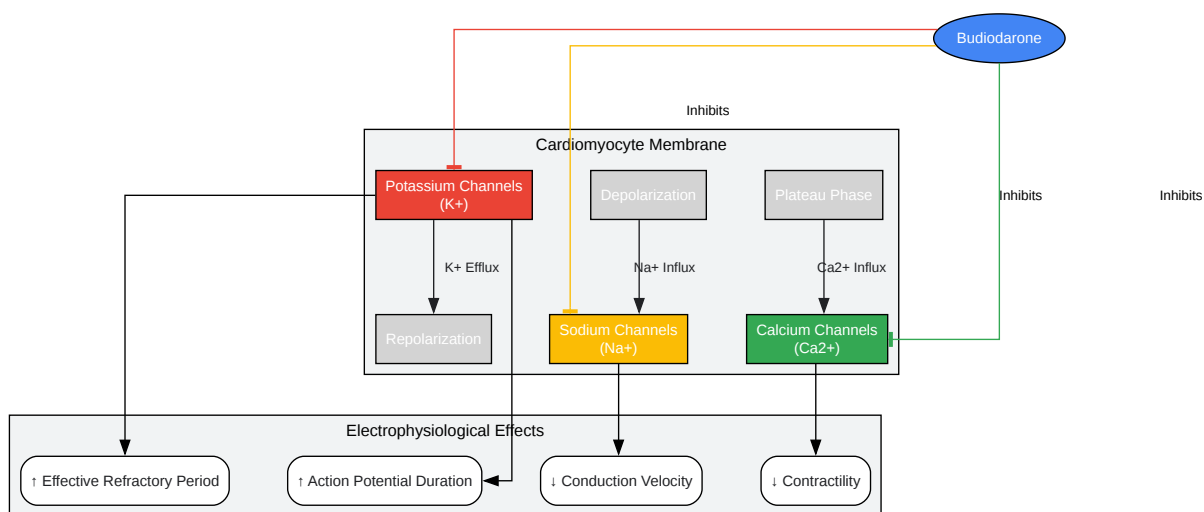 Budiodarone
Inhibits
Cardiomyocyte Membrane
Potassium Channels
(K+)
Depolarization
Plateau Phase
Inhibits
Inhibits
K+ Efflux
Na+ Influx
Ca2+ Influx
Repolarization
Sodium Channels
(Na+)
Calcium Channels
(Ca2+)
Electrophysiological Effects
↑ Effective Refractory Period
↑ Action Potential Duration
↓ Conduction Velocity
↓ Contractility